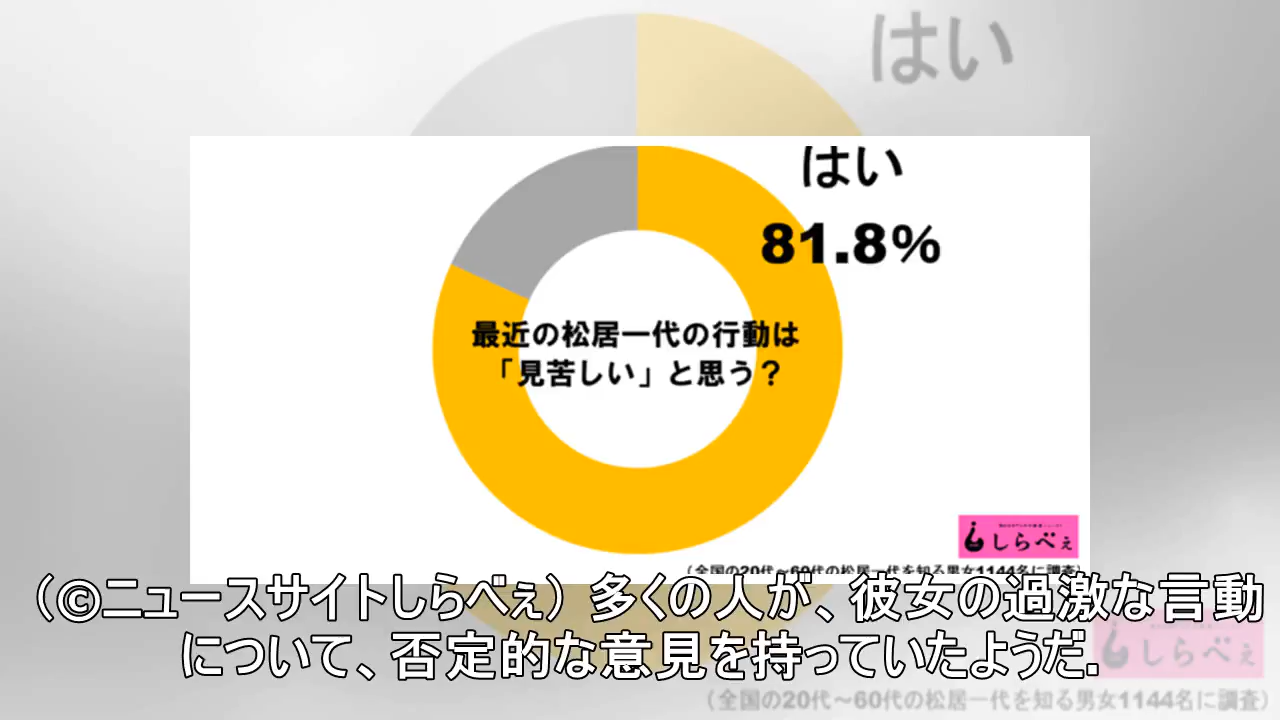 はい
はい
81.8%
最近の松居一代の行動は
「見苦しい」と思う？
しらべぇ
（全国の20代～60代の松居一代を知る男女1144名に調査）
（©ニュースサイトしらべぇ）多くの人が、彼女の過激な言動
について、否定的な意見を持っていたようだ.
しらべぇ
（全国の20代～60代の松居一代を知る男女1144名に調査）